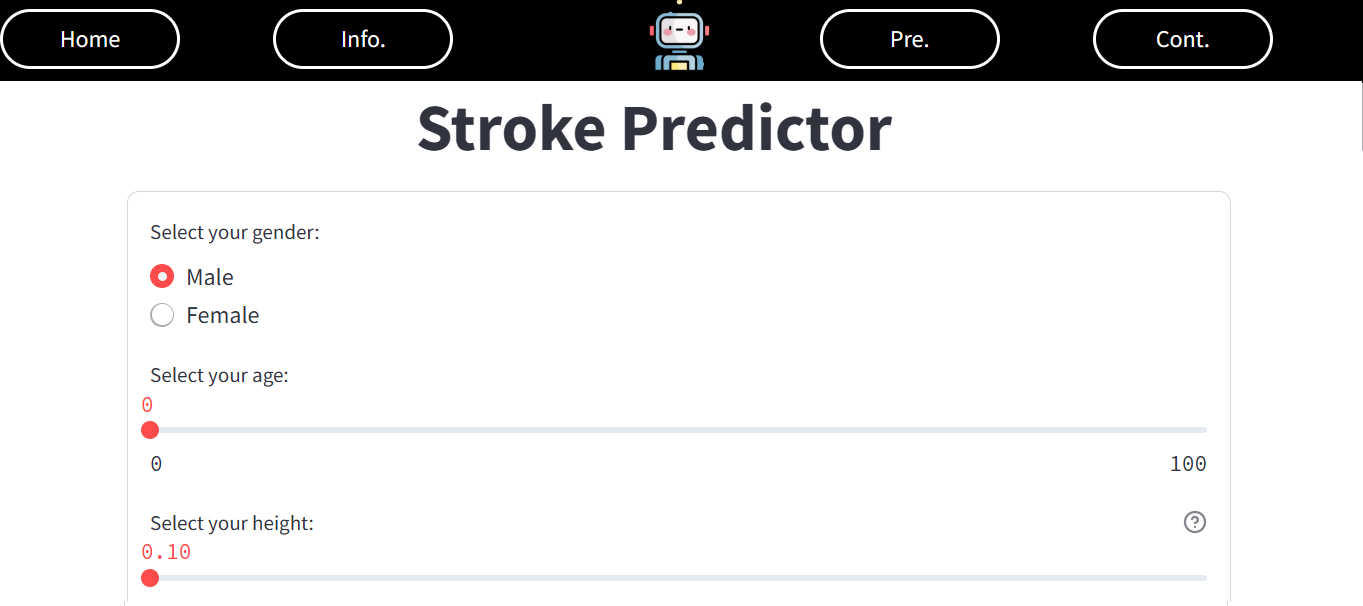 Home Info. Pre. Cont.
Stroke Predictor
Select your gender:
Male
Female
Select your age:
0
0 100
Select your height:
0.10